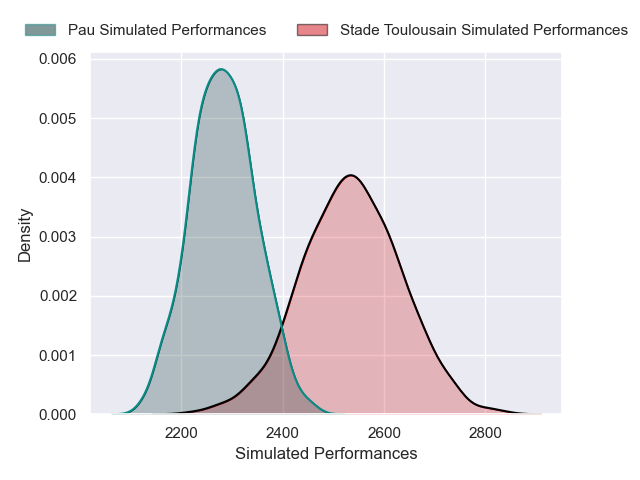 Pau Simulated Performances
Stade Toulousain Simulated Performances
0.006
0.005
0.004
0.003
0.002
0.001
0.000
Density
2200
2400
2600
2800
Simulated Performances